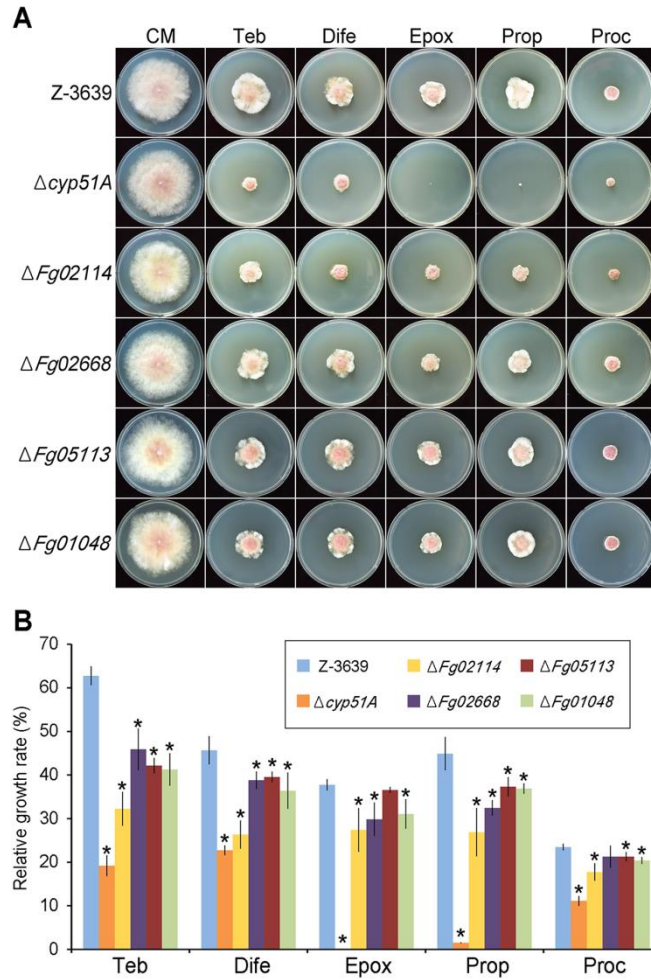 A
CM Teb Dife Epox Prop Proc
Z-3639
Δcyp51A
ΔFg02114
ΔFg02668
ΔFg05113
ΔFg01048
B
Relative growth rate (%)
70
60
50
40
30
20
10
0
Z-3639 ΔFg02114 ΔFg05113
Δcyp51A ΔFg02668 ΔFg01048
* * * * *
* * * * *
* * * *
* * * * *
* * * *
Teb Dife Epox Prop Proc